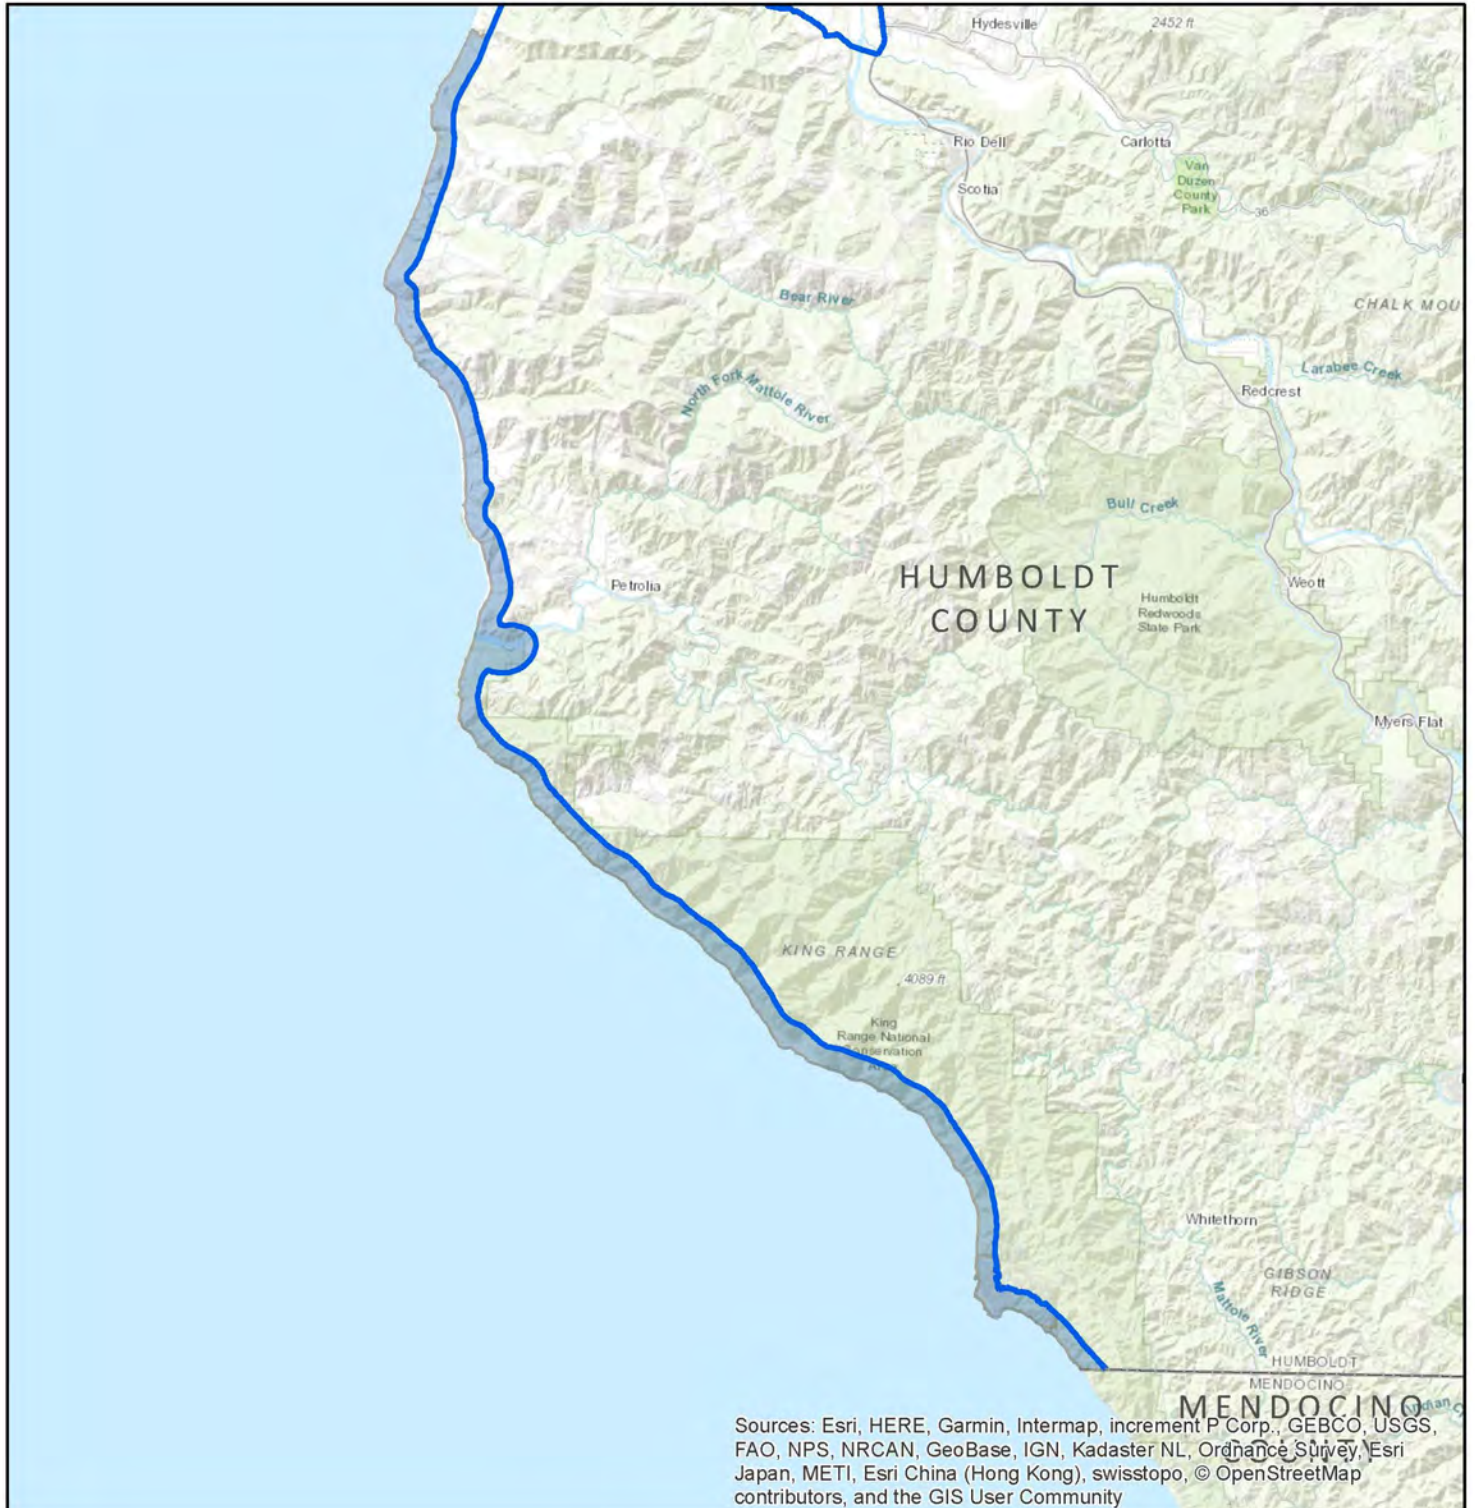 Hydesville
2452 ft
Rio Dell
Carlotta
Van
Duzen
County
Park
Scotia
36
Bear River
CHALK MOU
North Fork Mattole River
Larabee Creek
Redcrest
Bull Creek
HUMBOLDT
COUNTY
Petrolia
Weott
Humboldt
Redwoods
State Park
Myers Flat
KING RANGE
4089 ft
King
Range National
Conservation
Area
Whitethorn
GIBSON
RIDGE
Mattole River
HUMBOLDT
MENDOCINO
MENDOCINO
COUNTY
Sources: Esri, HERE, Garmin, Intermap, increment P Corp., GEBCO, USGS,
FAO, NPS, NRCAN, GeoBase, IGN, Kadaster NL, Ordnance Survey, Esri
Japan, METI, Esri China (Hong Kong), swisstopo, © OpenStreetMap
contributors, and the GIS User Community